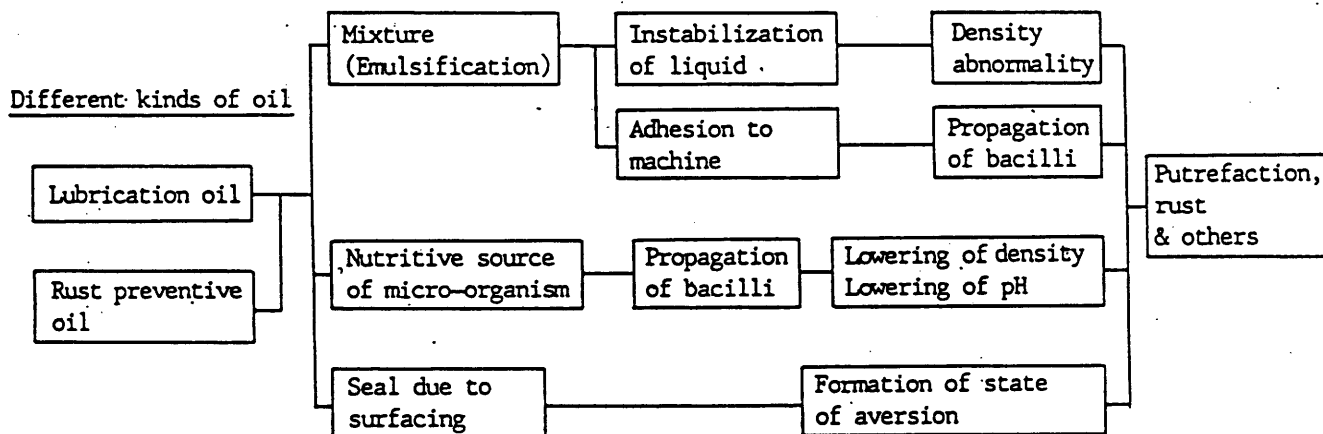 Different kinds of oil
Lubrication oil
Rust preventive
oil
Mixture
(Emulsification)
Instabilization
of liquid
Density
abnormality
Adhesion to
machine
Propagation
of bacilli
Nutritive source
of micro-organism
Propagation
of bacilli
Lowering of density
Lowering of pH
Seal due to
surfacing
Formation of state
of aversion
Putrefaction,
rust
& others